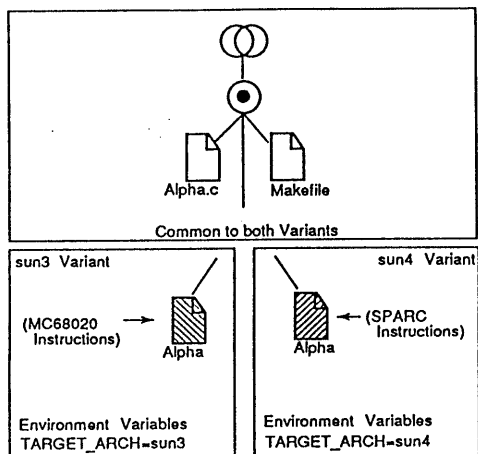 Alpha.c
Makefile
Common to both Variants
sun3 Variant
(MC68020
Instructions)
Alpha
Environment Variables
TARGET_ARCH=sun3
sun4 Variant
Alpha
(SPARC
Instructions)
Environment Variables
TARGET_ARCH=sun4